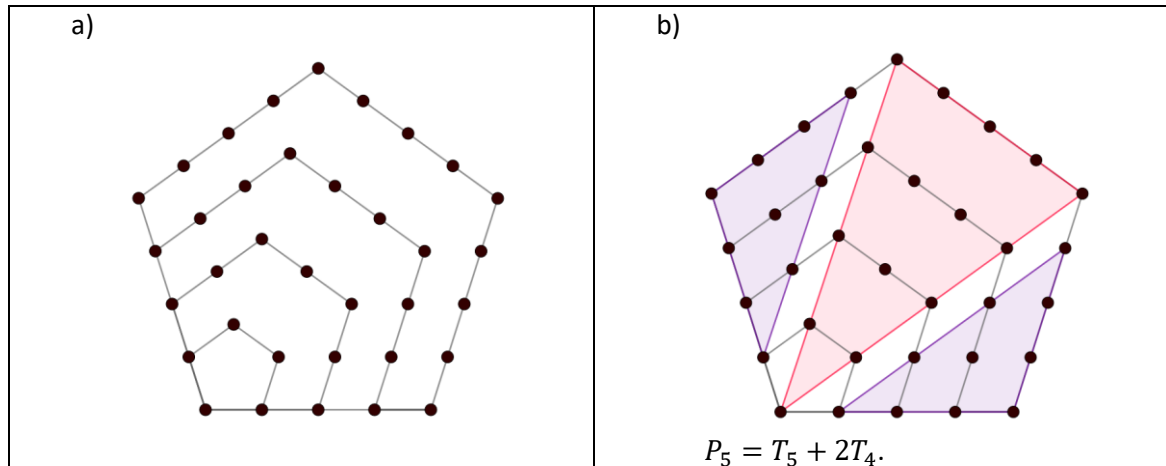 a)
b)
P₅ = T₅ + 2T₄.